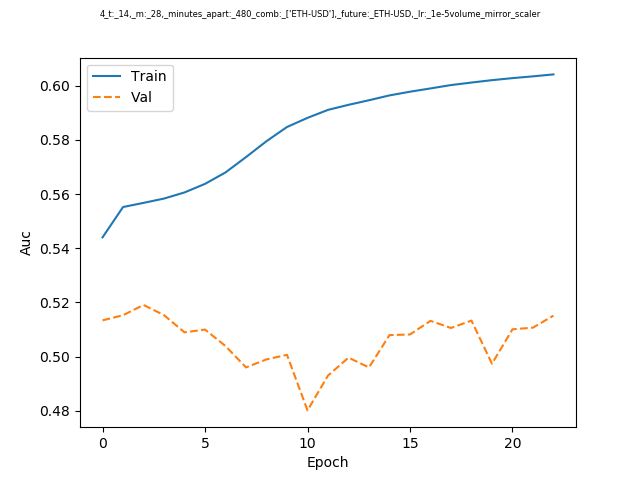 4_t:_14,_m:_28,_minutes_apart:_480_comb:_['ETH-USD'],_future:_ETH-USD,_lr:_1e-5volume_mirror_scaler
Train
Val
0.60
0.58
0.56
0.54
0.52
0.50
0.48
Auc
0 5 10 15 20
Epoch